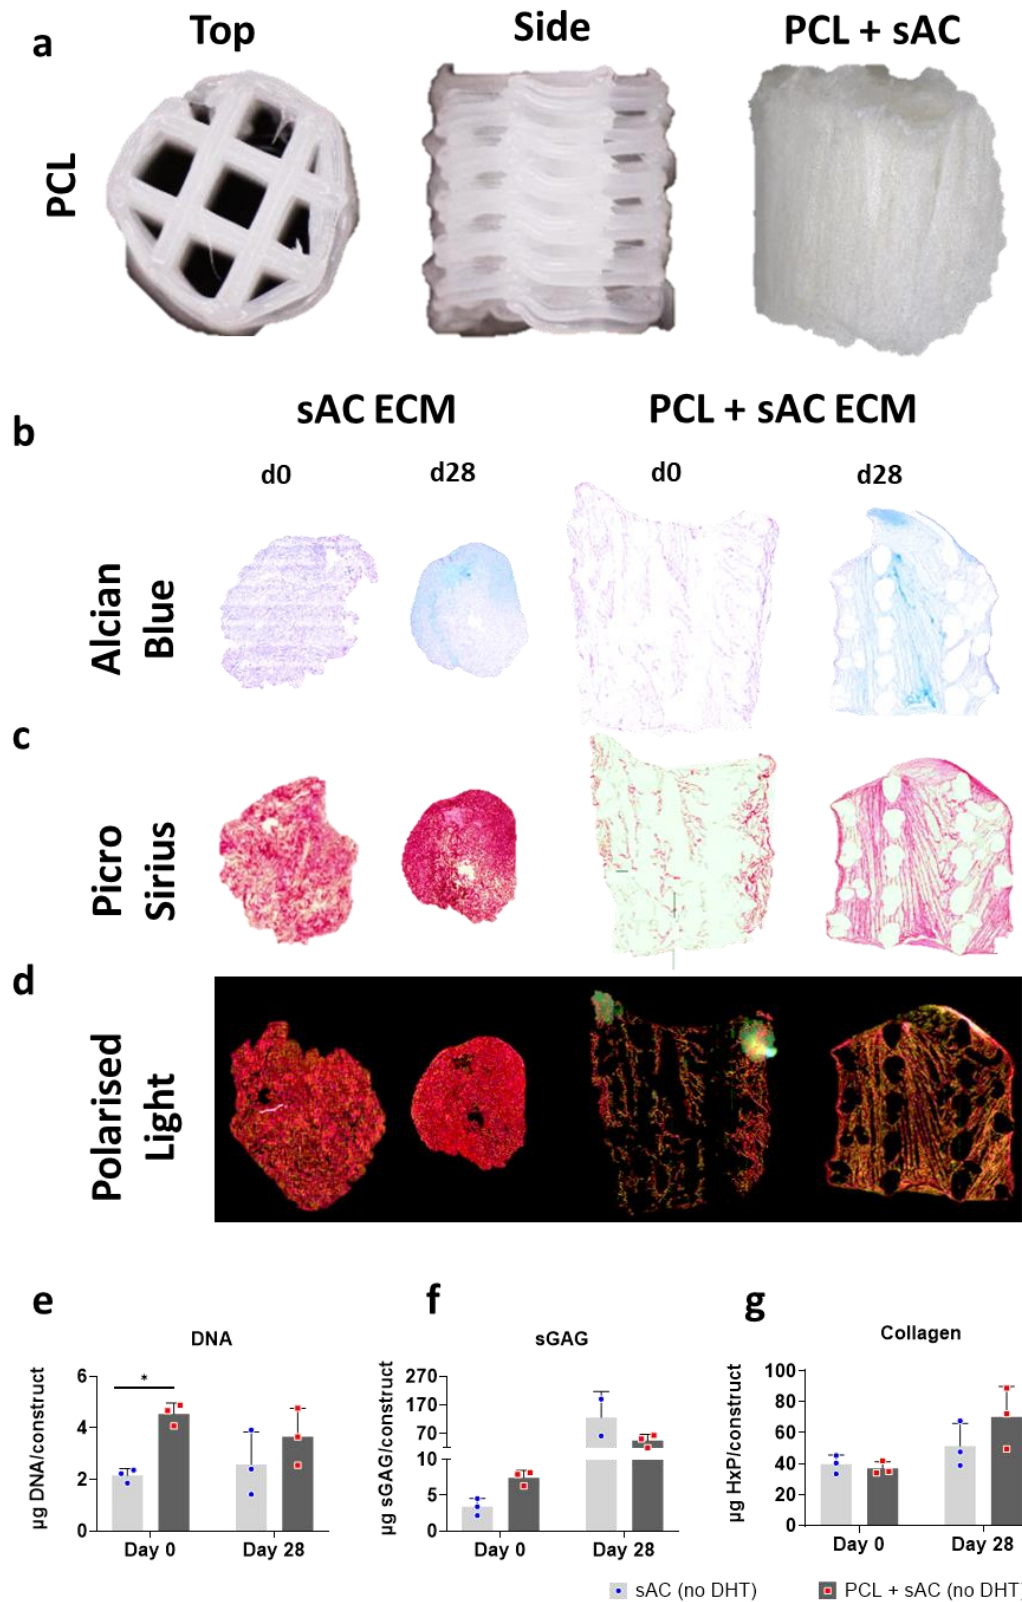 a
Top
Side
PCL + sAC
PCL
b
sAC ECM
PCL + sAC ECM
d0
d28
d0
d28
Alcian
Blue
c
Picro
Sirius
d
Polarised
Light
e
DNA
*
µg DNA/construct
6
4
2
0
Day 0
Day 28
f
sGAG
µg sGAG/construct
270
170
70
10
5
0
Day 0
Day 28
g
Collagen
µg HxP/construct
100
80
60
40
20
0
Day 0
Day 28
sAC (no DHT)
PCL + sAC (no DHT)